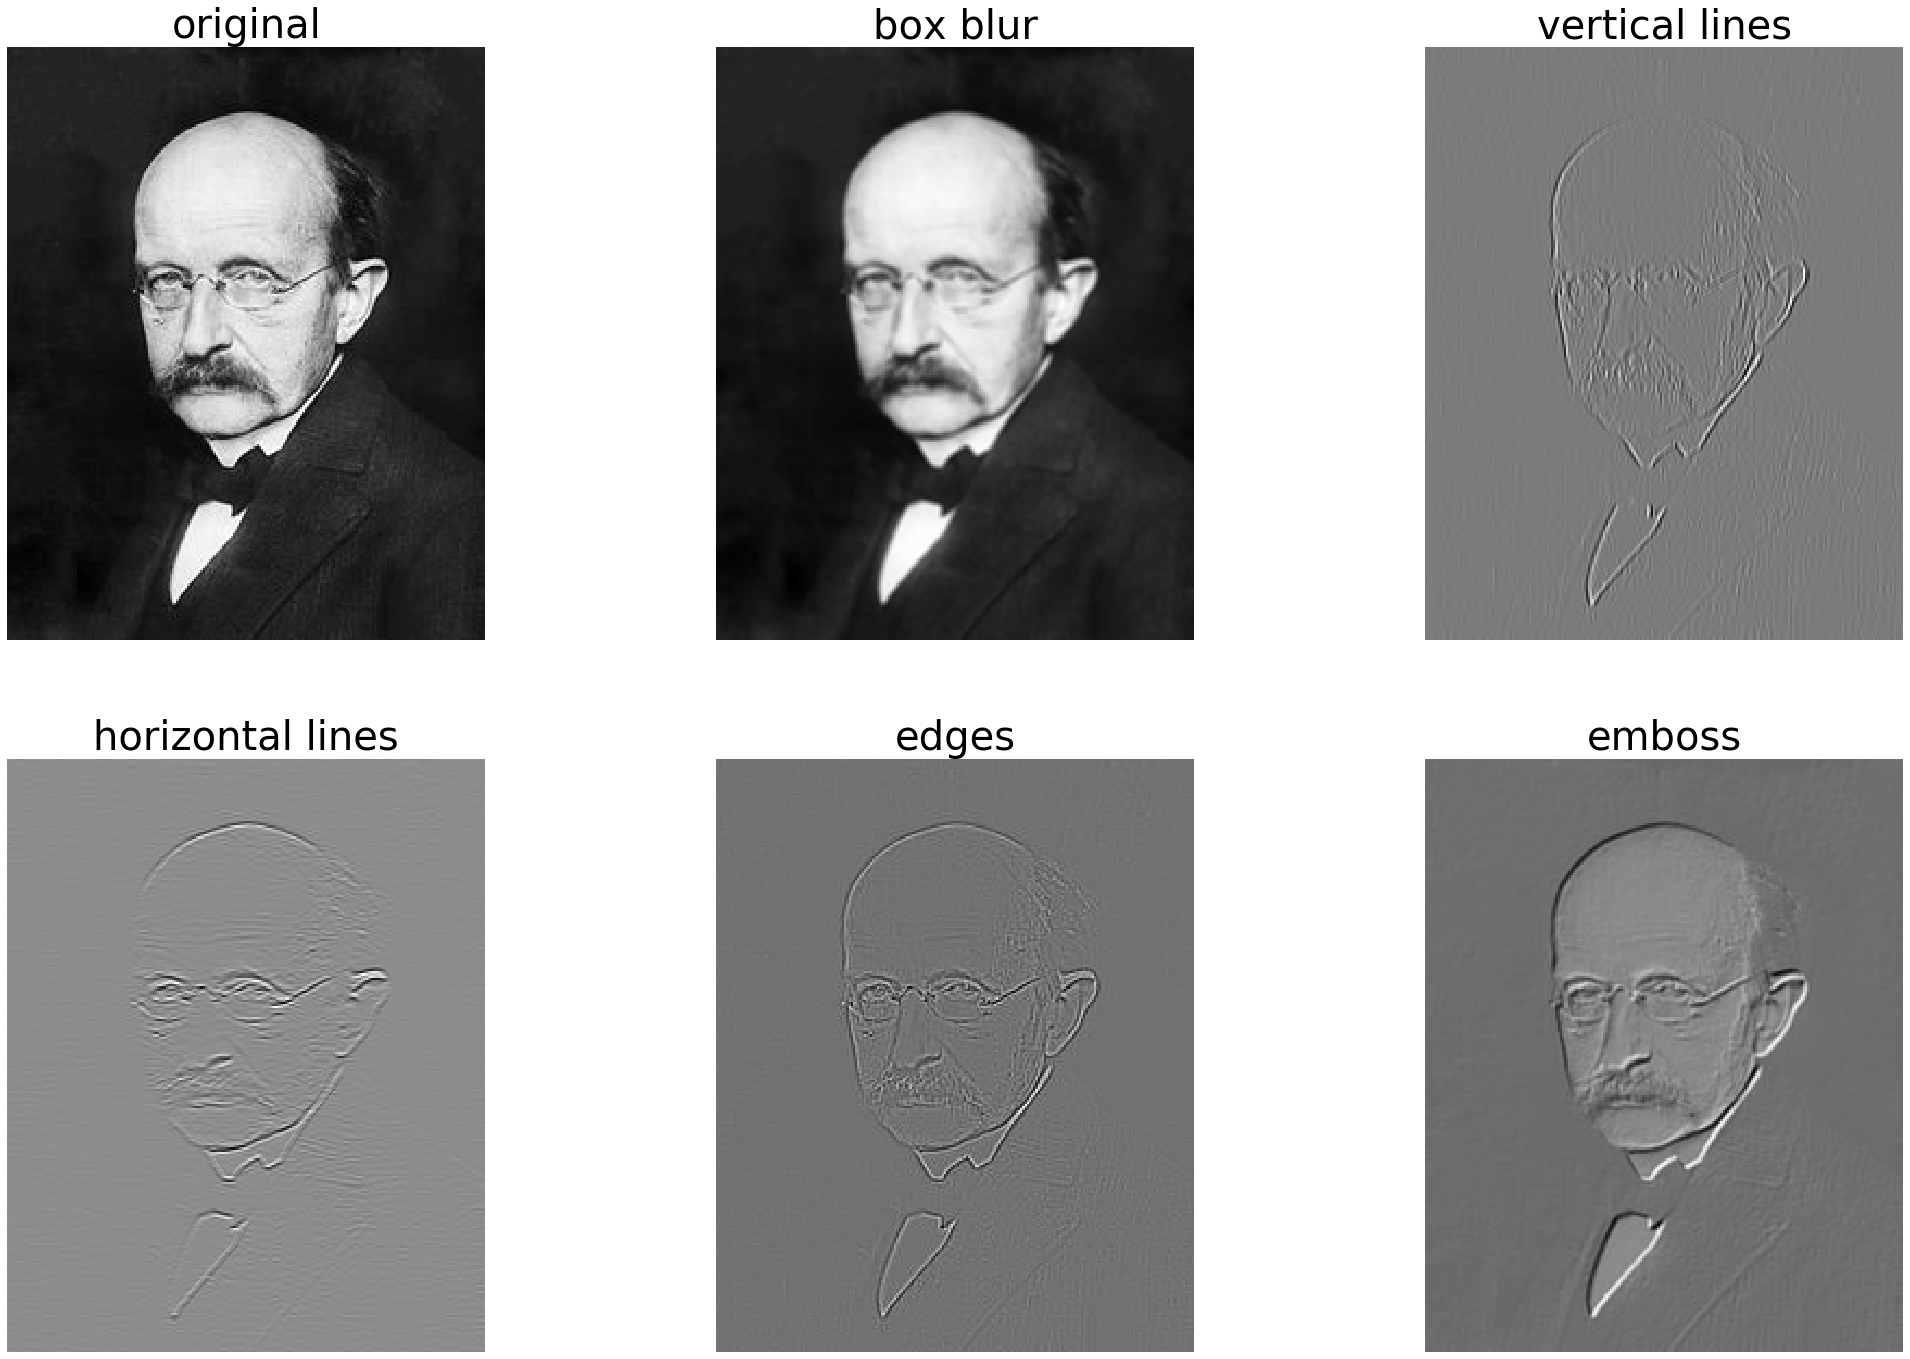 original
box blur
vertical lines
horizontal lines
edges
emboss